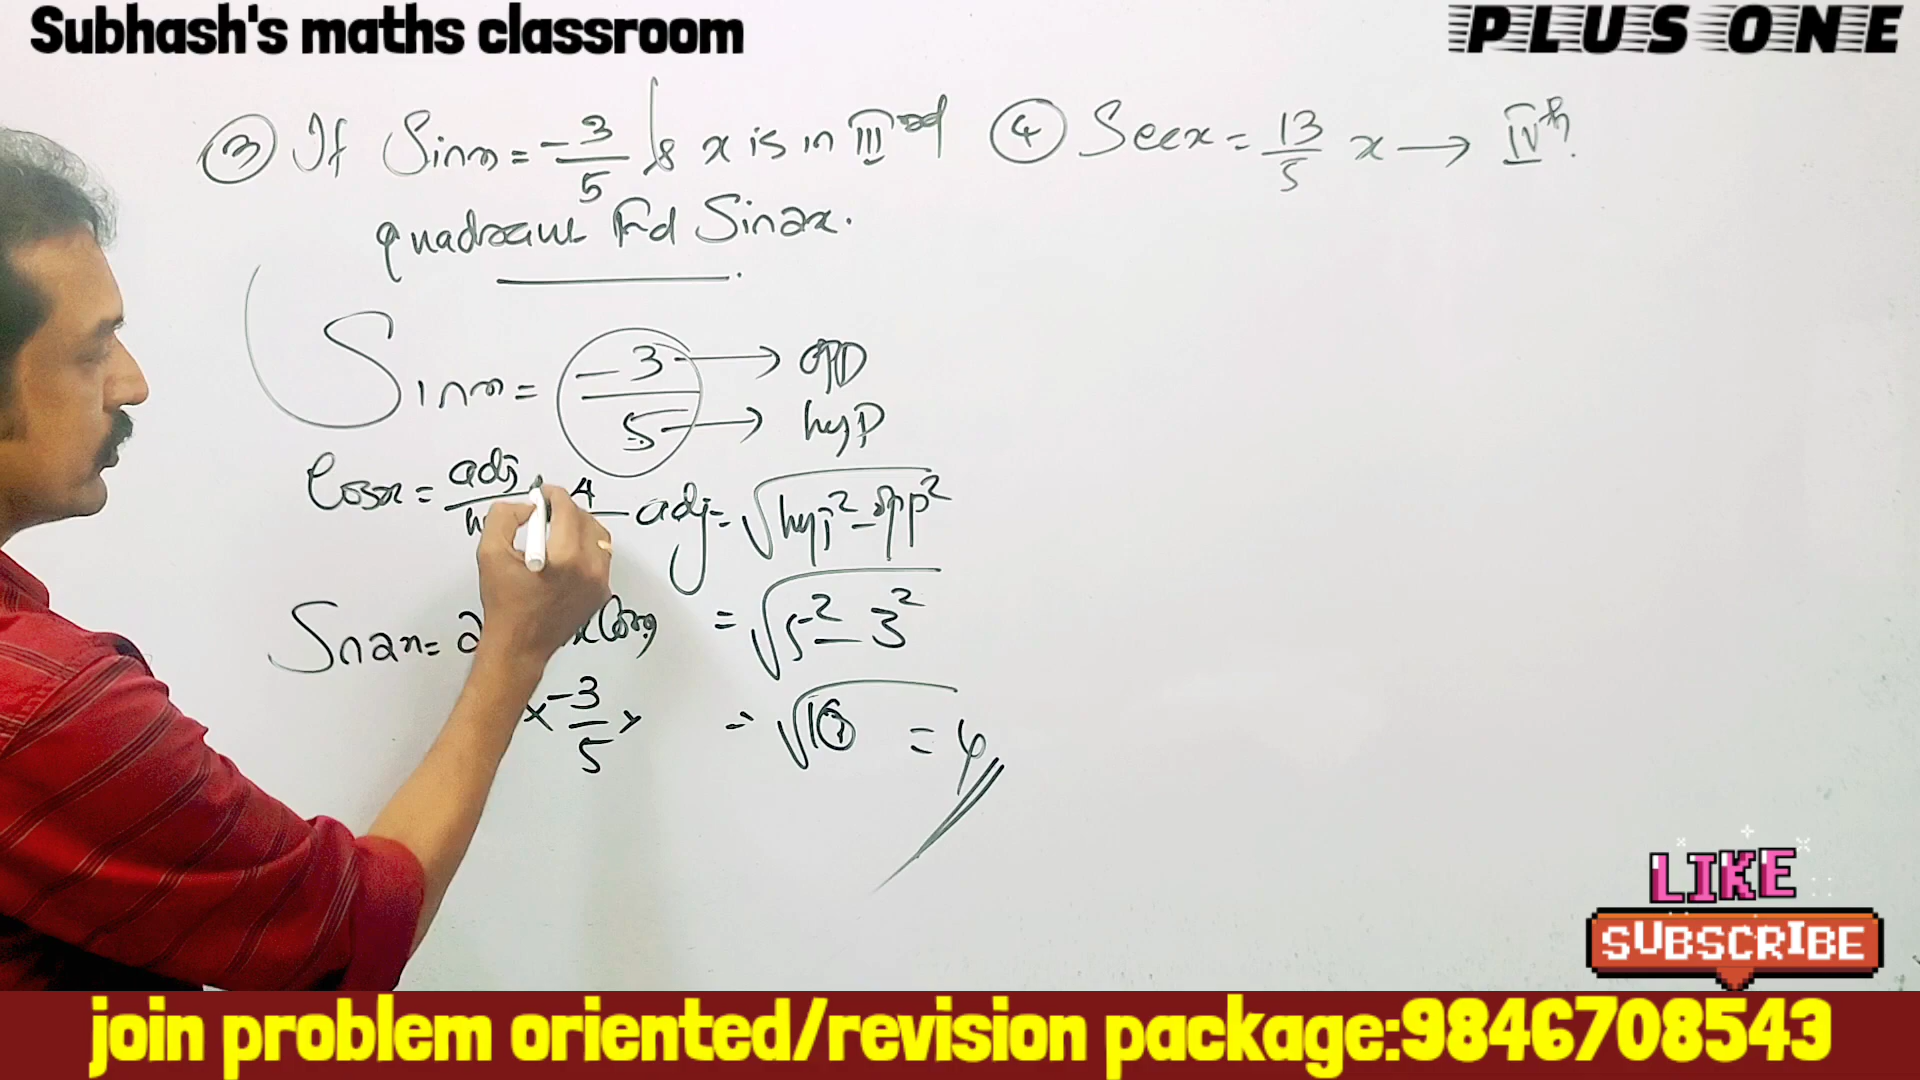 Subhash's maths classroom
PLUS ONE
③ If Sinx = -3/5 & x is in III rd
quadrant Fd Sin2x.
④ Secx = 13/5 x → IVth.
Sinx = -3/5
→ opp
→ hyp
Cosx = adj
4
adj = √hyp² - opp²
= √5² - 3²
= √16 = 4
Sin2x = 2
x -3/5 x
LIKE
SUBSCRIBE
join problem oriented/revision package:9846708543